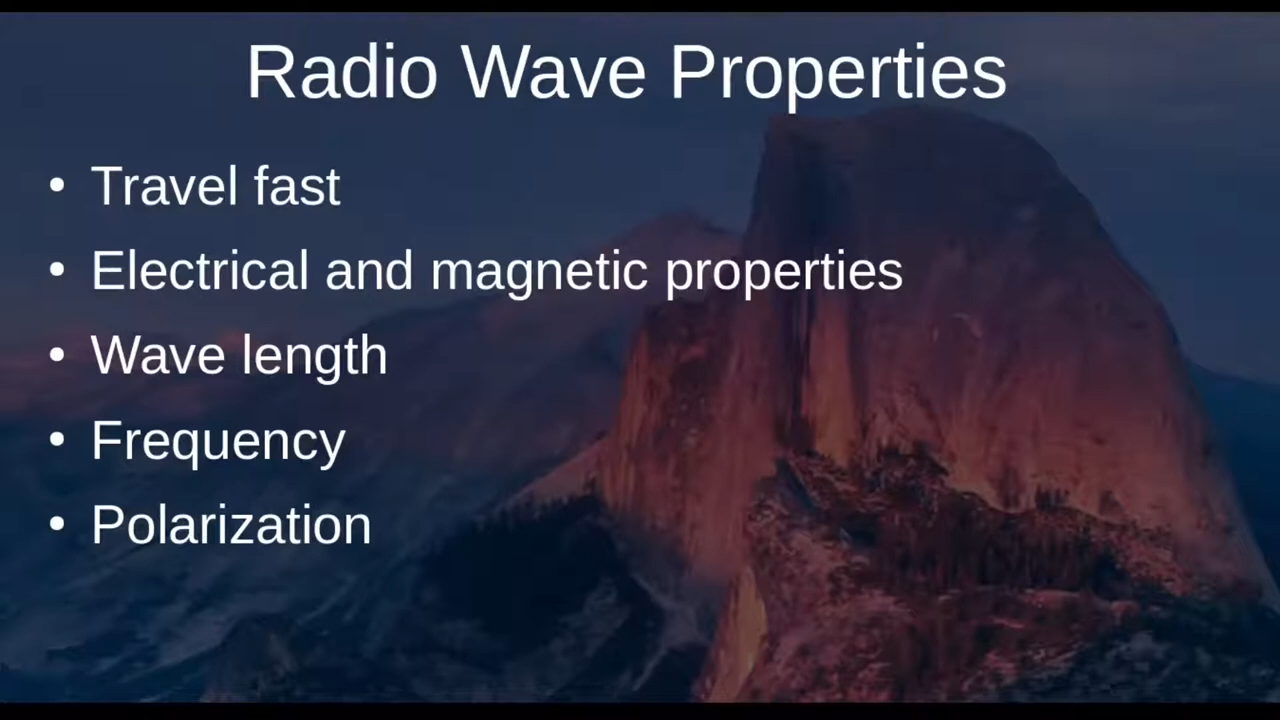 Radio Wave Properties
• Travel fast
• Electrical and magnetic properties
• Wave length
• Frequency
• Polarization